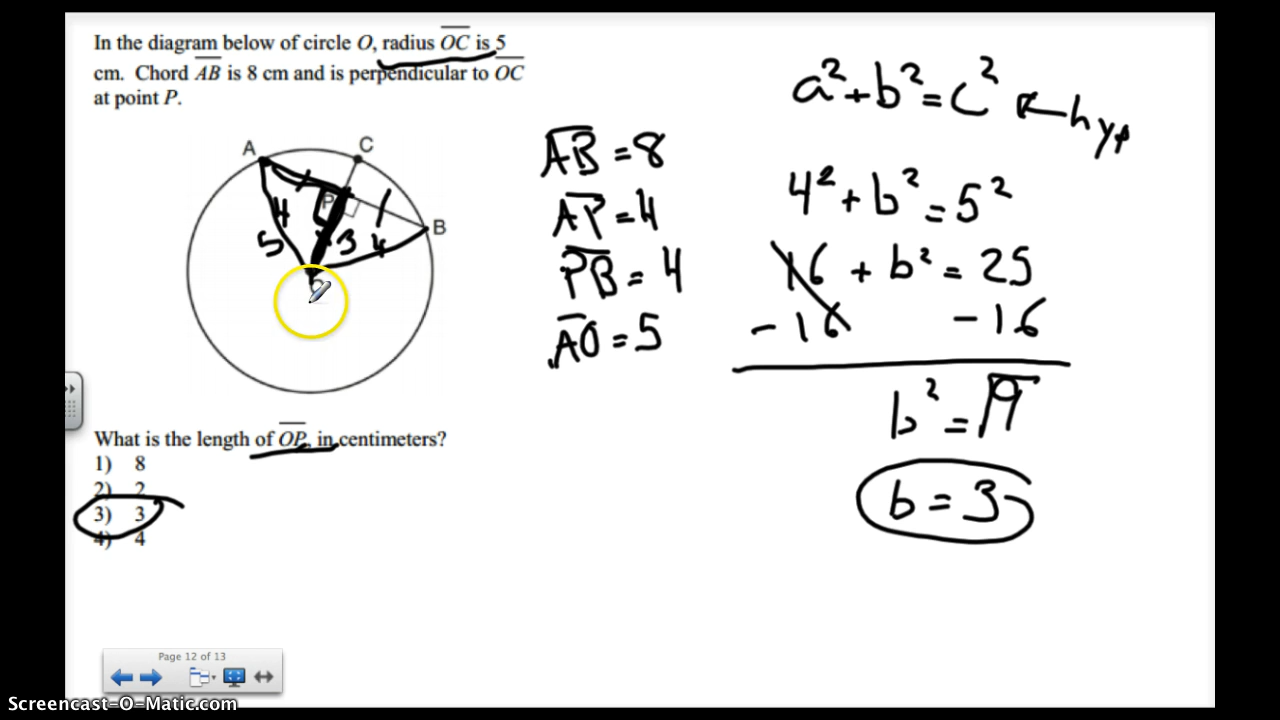 In the diagram below of circle O, radius OC is 5
cm. Chord AB is 8 cm and is perpendicular to OC
at point P.
A
C
P
B
4
5
3
4
AB = 8
AP = 4
PB = 4
AO = 5
a² + b² = c² ← hyp
4² + b² = 5²
16 + b² = 25
-16 -16
b² = √9
b = 3
What is the length of OP, in centimeters?
1) 8
2) 2
3) 3
4) 4
Page 12 of 13
Screencast-O-Matic.com